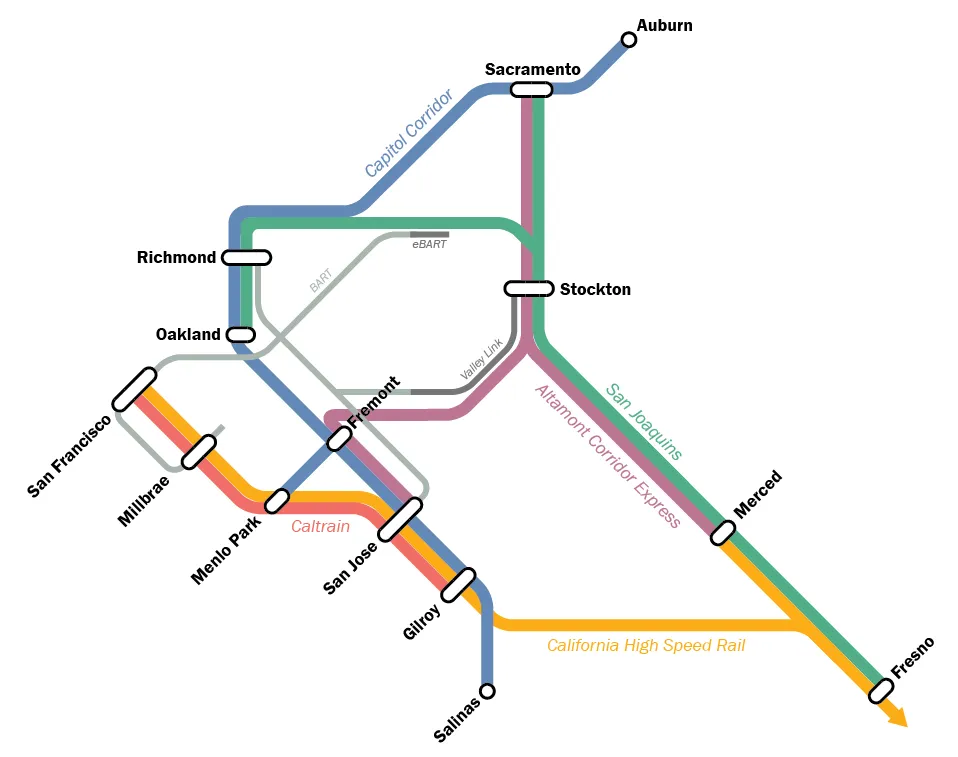 Auburn
Sacramento
Capitol Corridor
eBART
Richmond
BART
Stockton
Oakland
Valley Link
Fremont
San Joaquins
Altamont Corridor Express
San Francisco
Millbrae
Menlo Park
Caltrain
San Jose
Merced
Gilroy
California High Speed Rail
Fresno
Salinas